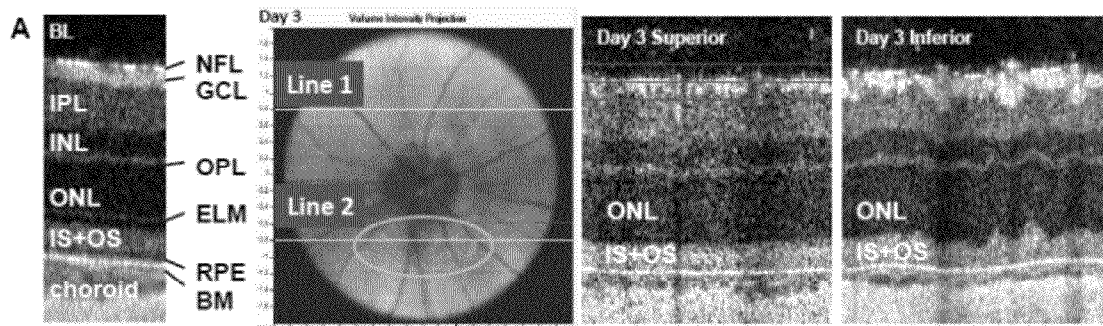 A
BL
NFL
GCL
IPL
INL
OPL
ONL
ELM
IS+OS
RPE
choroid
BM
Day 3
Volume Intensity Projection
Line 1
Line 2
Day 3 Superior
ONL
IS+OS
Day 3 Inferior
ONL
IS+OS